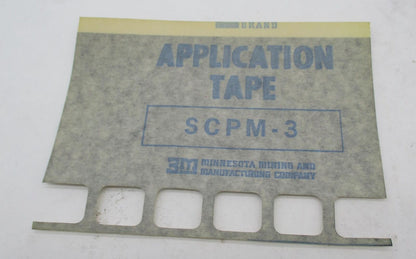 BRAND
APPLICATION
TAPE
SCPM-3
3M MINNESOTA MINING AND
MANUFACTURING COMPANY